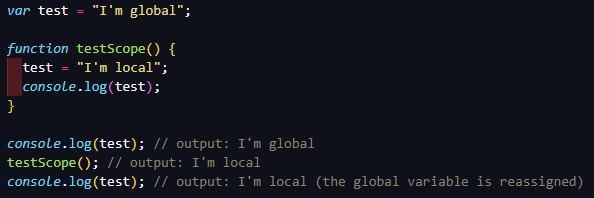 var test = "I'm global";

function testScope() {
  test = "I'm local";
  console.log(test);
}

console.log(test); // output: I'm global
testScope(); // output: I'm local
console.log(test); // output: I'm local (the global variable is reassigned)